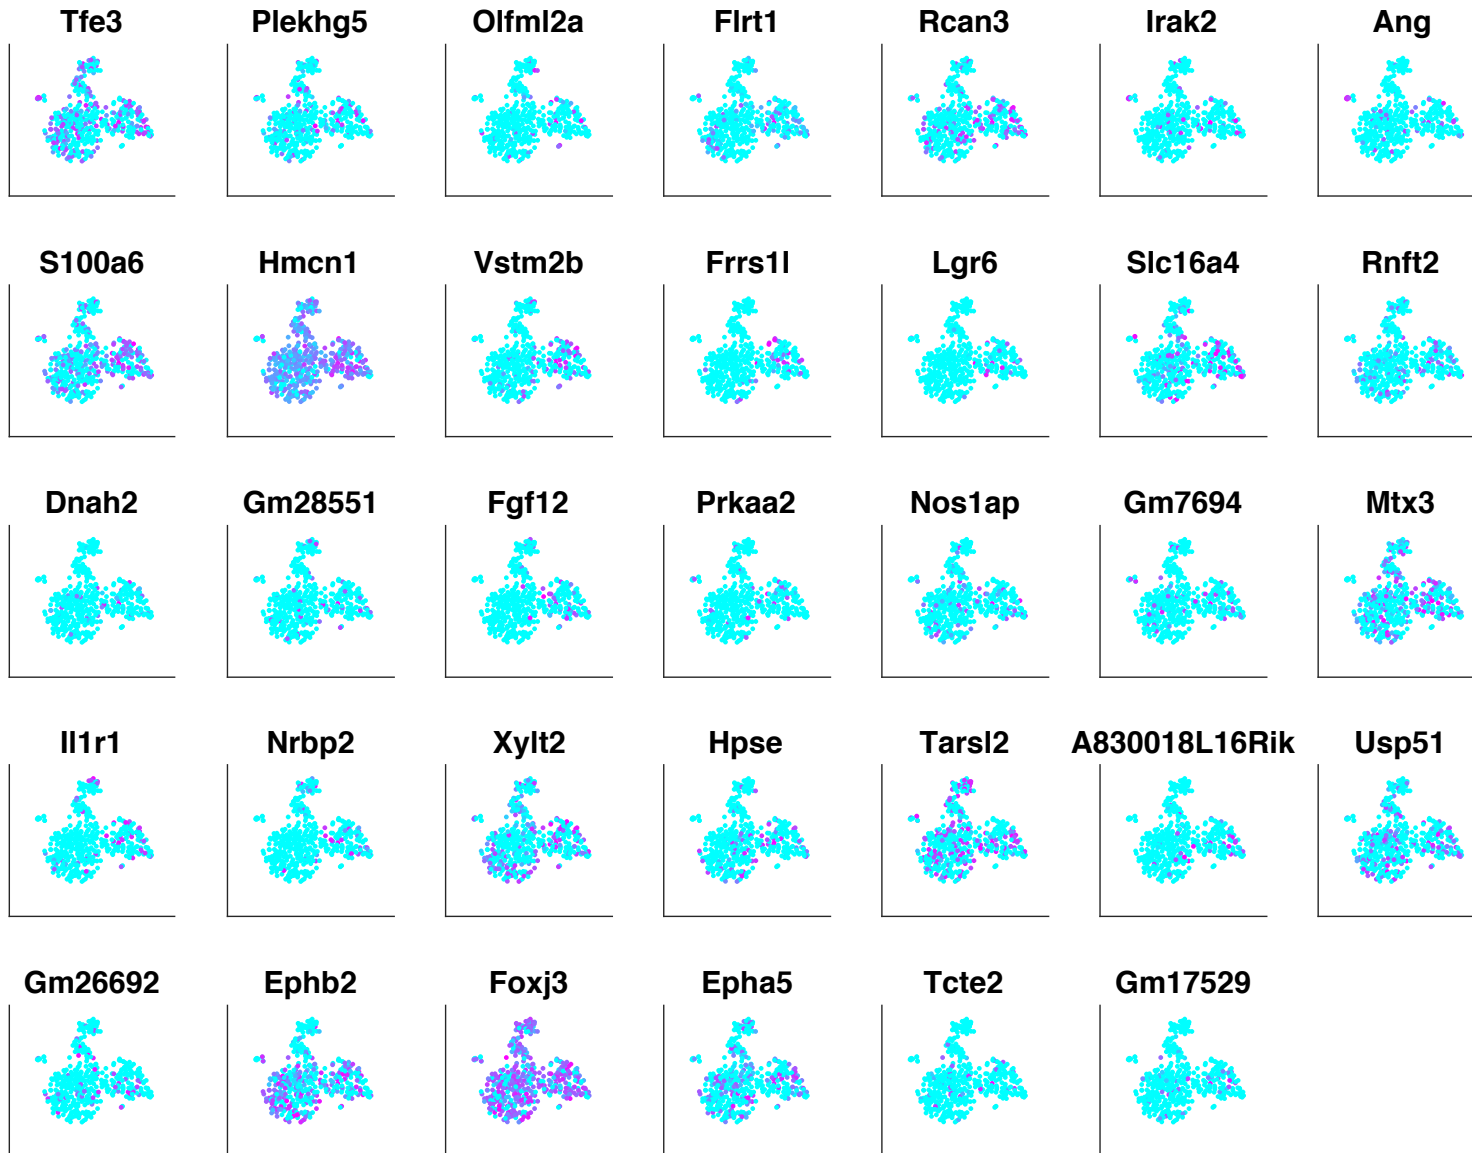 Tfe3 Plekhg5 Olfml2a Flrt1 Rcan3 Irak2 Ang
S100a6 Hmcn1 Vstm2b Frrs1l Lgr6 Slc16a4 Rnft2
Dnah2 Gm28551 Fgf12 Prkaa2 Nos1ap Gm7694 Mtx3
Il1r1 Nrbp2 Xylt2 Hpse Tarsl2 A830018L16Rik Usp51
Gm26692 Ephb2 Foxj3 Epha5 Tcte2 Gm17529